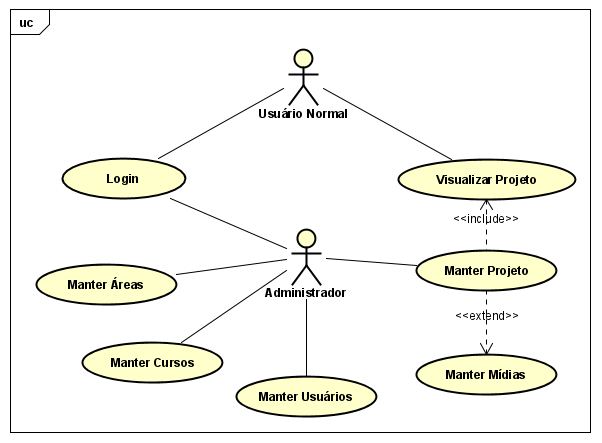 uc
Usuário Normal
Login
Visualizar Projeto
<<include>>
Administrador
Manter Projeto
Manter Áreas
<<extend>>
Manter Cursos
Manter Mídias
Manter Usuários